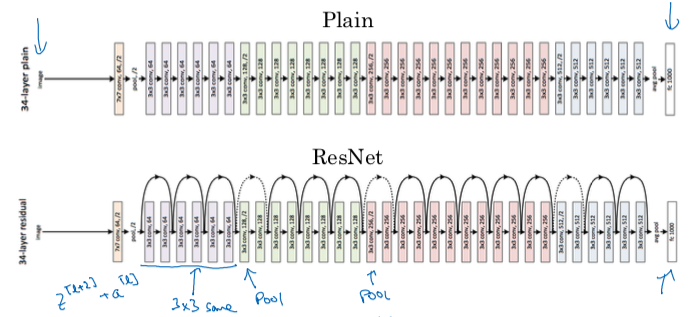 Plain
34-layer plain
image
7x7 conv, 64, /2
pool, /2
3x3 conv, 64
3x3 conv, 64
3x3 conv, 64
3x3 conv, 64
3x3 conv, 64
3x3 conv, 64
3x3 conv, 128, /2
3x3 conv, 128
3x3 conv, 128
3x3 conv, 128
3x3 conv, 128
3x3 conv, 128
3x3 conv, 128
3x3 conv, 128
3x3 conv, 256, /2
3x3 conv, 256
3x3 conv, 256
3x3 conv, 256
3x3 conv, 256
3x3 conv, 256
3x3 conv, 256
3x3 conv, 256
3x3 conv, 256
3x3 conv, 256
3x3 conv, 256
3x3 conv, 256
3x3 conv, 512, /2
3x3 conv, 512
3x3 conv, 512
3x3 conv, 512
3x3 conv, 512
3x3 conv, 512
avg pool
fc 1000
ResNet
34-layer residual
image
7x7 conv, 64, /2
pool, /2
3x3 conv, 64
3x3 conv, 64
3x3 conv, 64
3x3 conv, 64
3x3 conv, 64
3x3 conv, 64
3x3 conv, 128, /2
3x3 conv, 128
3x3 conv, 128
3x3 conv, 128
3x3 conv, 128
3x3 conv, 128
3x3 conv, 128
3x3 conv, 128
3x3 conv, 256, /2
3x3 conv, 256
3x3 conv, 256
3x3 conv, 256
3x3 conv, 256
3x3 conv, 256
3x3 conv, 256
3x3 conv, 256
3x3 conv, 256
3x3 conv, 256
3x3 conv, 256
3x3 conv, 256
3x3 conv, 512, /2
3x3 conv, 512
3x3 conv, 512
3x3 conv, 512
3x3 conv, 512
3x3 conv, 512
avg pool
fc 1000
z^[l+2] + a^[l]
3x3 same
Pool
Pool